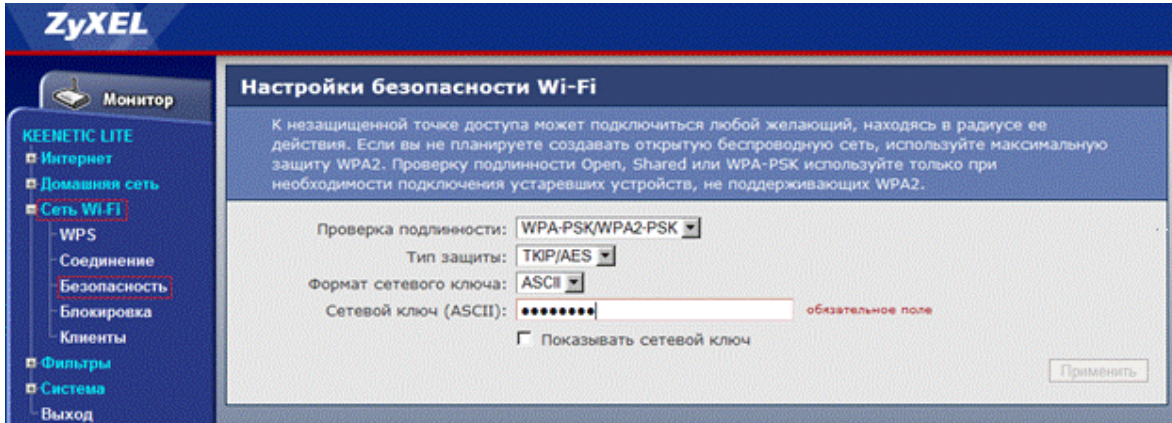 ZyXEL
Монитор
KEENETIC LITE
Интернет
Домашняя сеть
Сеть Wi-Fi
WPS
Соединение
Безопасность
Блокировка
Клиенты
Фильтры
Система
Выход
Настройки безопасности Wi-Fi
К незащищенной точке доступа может подключиться любой желающий, находясь в радиусе ее
действия. Если вы не планируете создавать открытую беспроводную сеть, используйте максимальную
защиту WPA2. Проверку подлинности Open, Shared или WPA-PSK используйте только при
необходимости подключения устаревших устройств, не поддерживающих WPA2.
Проверка подлинности: WPA-PSK/WPA2-PSK
Тип защиты: TKIP/AES
Формат сетевого ключа: ASCII
Сетевой ключ (ASCII): •••••••• обязательное поле
Показывать сетевой ключ
Применить